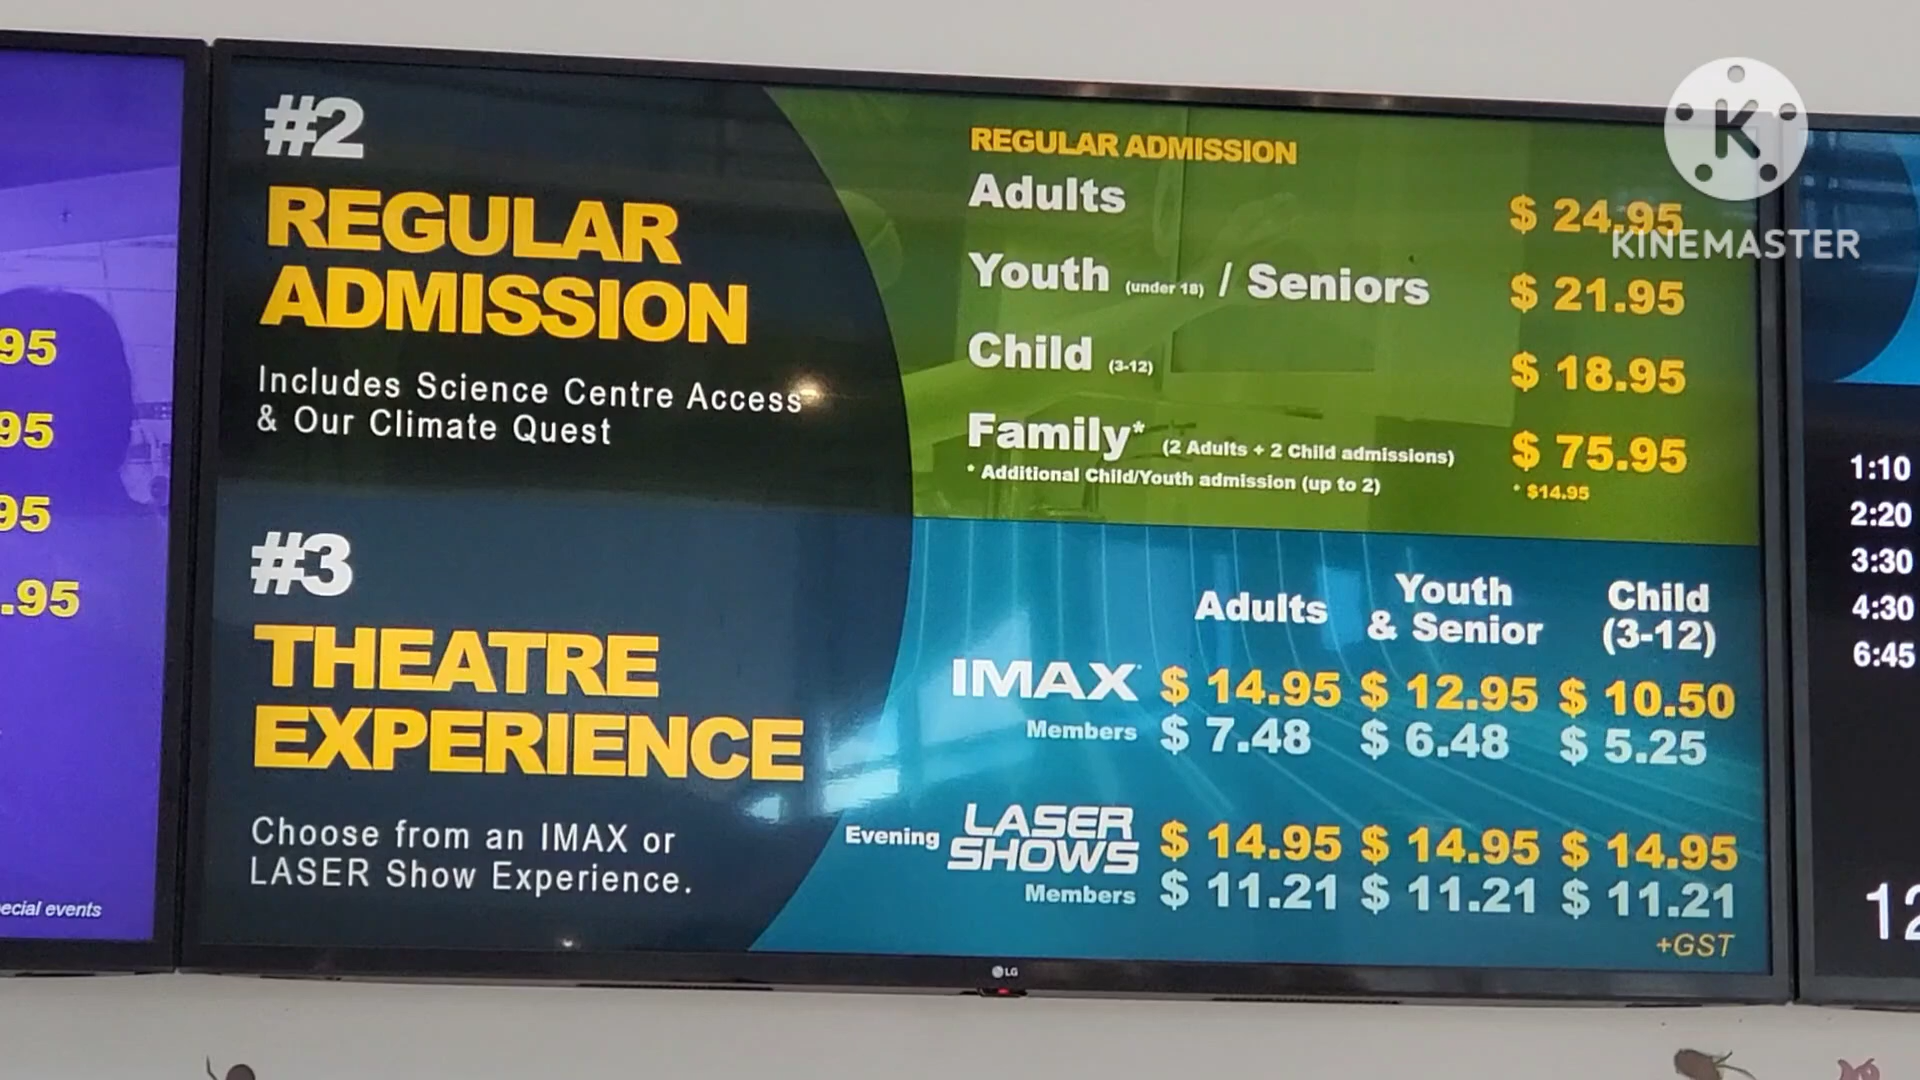 #2
REGULAR
ADMISSION
Includes Science Centre Access
& Our Climate Quest
REGULAR ADMISSION
Adults $ 24.95
Youth (under 18) / Seniors $ 21.95
Child (3-12) $ 18.95
Family* (2 Adults + 2 Child admissions) $ 75.95
* Additional Child/Youth admission (up to 2) * $14.95
#3
THEATRE
EXPERIENCE
Choose from an IMAX or
LASER Show Experience.
Adults Youth & Senior Child (3-12)
IMAX $ 14.95 $ 12.95 $ 10.50
Members $ 7.48 $ 6.48 $ 5.25
Evening LASER SHOWS $ 14.95 $ 14.95 $ 14.95
Members $ 11.21 $ 11.21 $ 11.21
+GST
LG
95
95
95
.95
ecial events
1:10
2:20
3:30
4:30
6:45
12
K
KINEMASTER